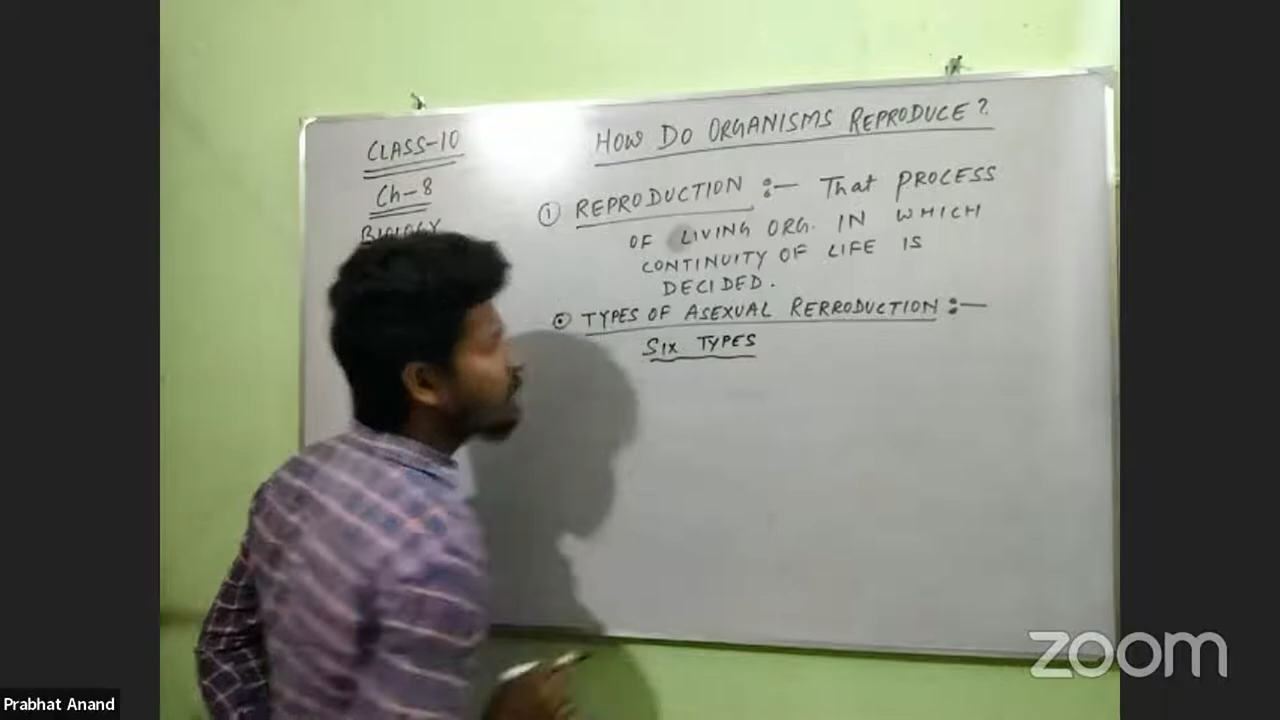 CLASS-10
Ch-8
BIOLOGY
HOW DO ORGANISMS REPRODUCE?
① REPRODUCTION :— That PROCESS
OF LIVING ORG. IN WHICH
CONTINUITY OF LIFE IS
DECIDED.
⊙ TYPES OF ASEXUAL RERRODUCTION :—
SIX TYPES
zoom
Prabhat Anand